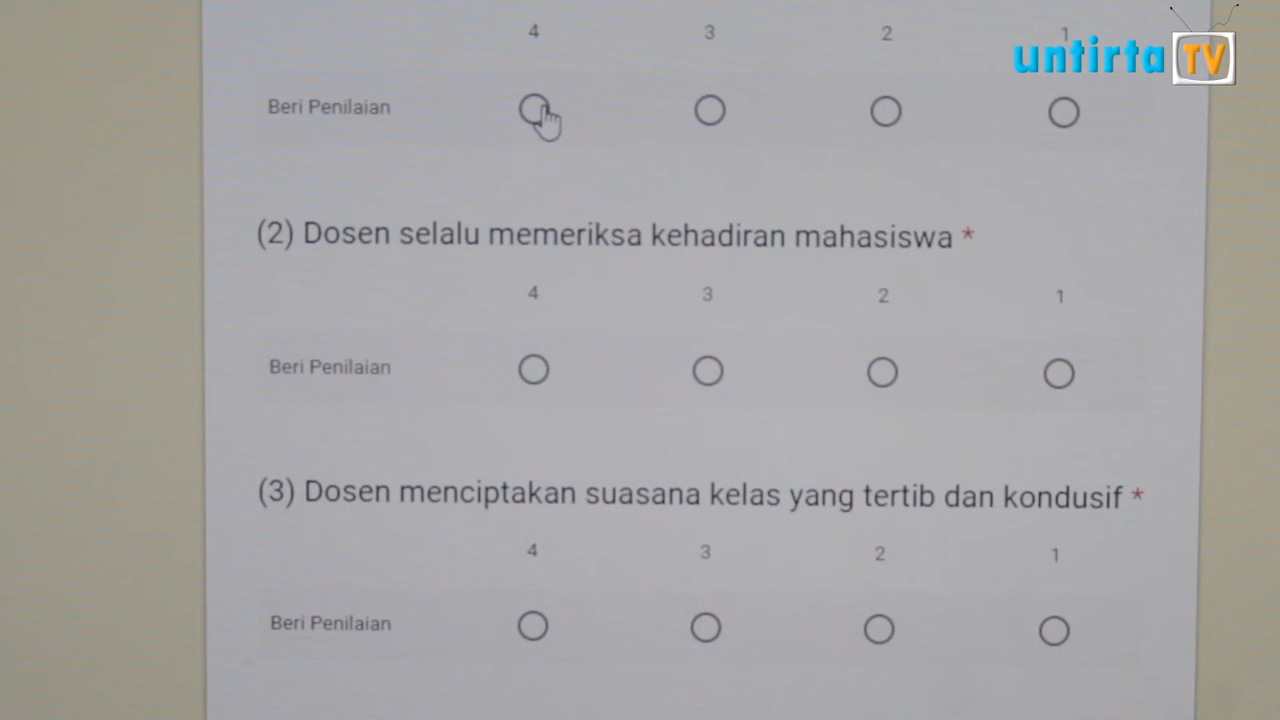 4 3 2 1
untirta TV
Beri Penilaian
(2) Dosen selalu memeriksa kehadiran mahasiswa *
4 3 2 1
Beri Penilaian
(3) Dosen menciptakan suasana kelas yang tertib dan kondusif *
4 3 2 1
Beri Penilaian